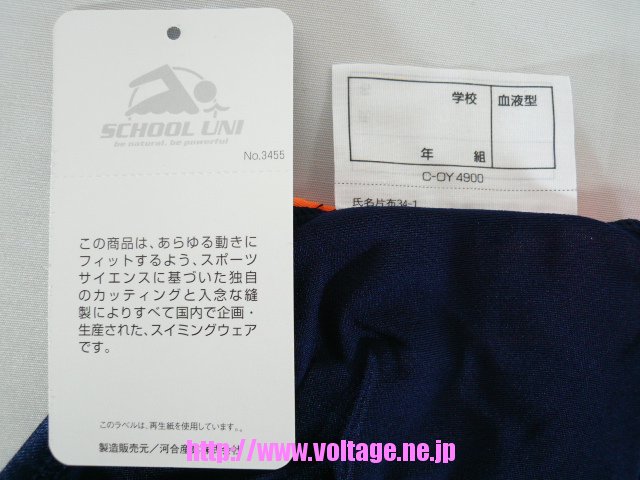 SCHOOL UNI
be natural. be powerful
No.3455
この商品は、あらゆる動きに
フィットするよう、スポーツ
サイエンスに基づいた独自
のカッティングと入念な縫
製によりすべて国内で企画・
生産された、スイミングウェア
です。
このラベルは、再生紙を使用しています。
製造販売元／河合産
学校 血液型
年 組
C-OY 4900
氏名片布34-1
http://www.voltage.ne.jp